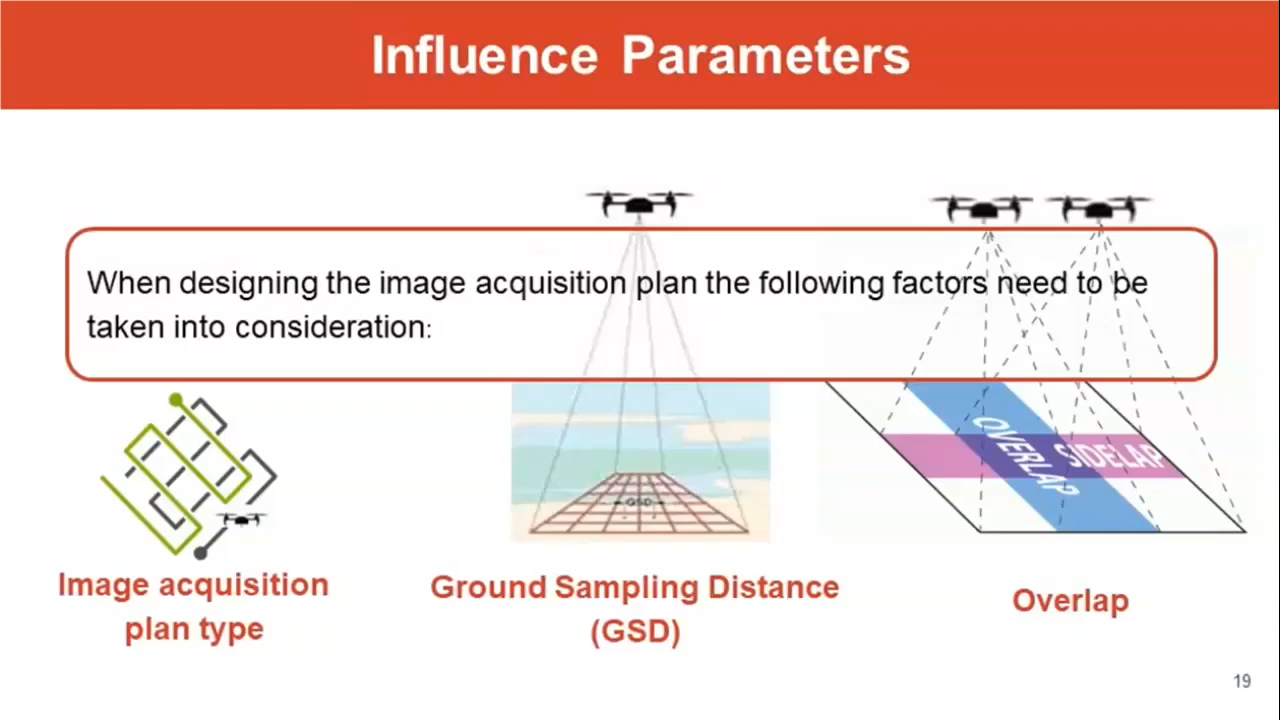 Influence Parameters
When designing the image acquisition plan the following factors need to be
taken into consideration:
OVERLAP
SIDELAP
GSD
Image acquisition
plan type
Ground Sampling Distance
(GSD)
Overlap
19